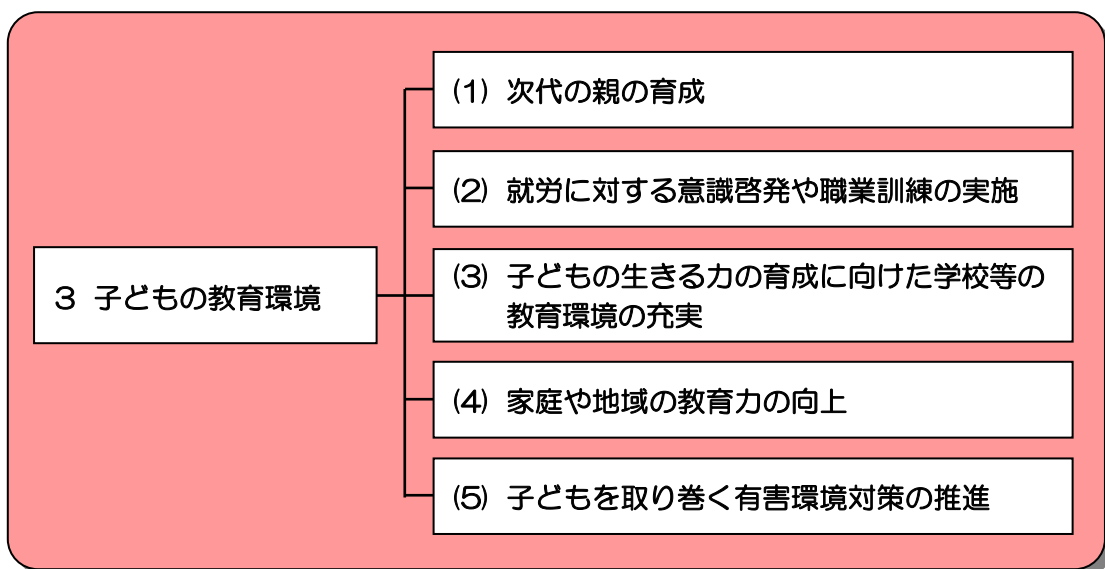 3 子どもの教育環境
(1) 次代の親の育成
(2) 就労に対する意識啓発や職業訓練の実施
(3) 子どもの生きる力の育成に向けた学校等の
教育環境の充実
(4) 家庭や地域の教育力の向上
(5) 子どもを取り巻く有害環境対策の推進